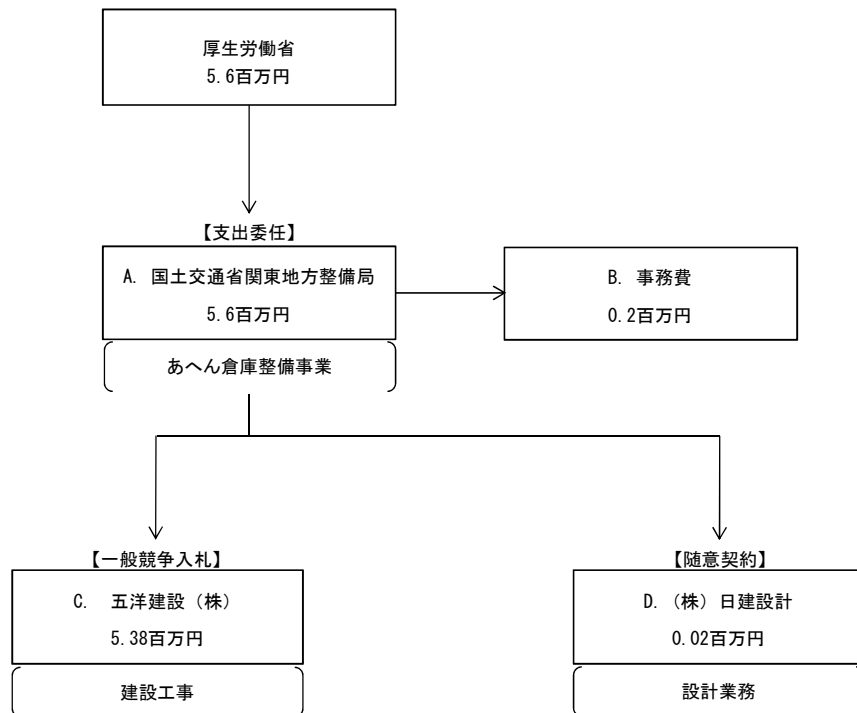 厚生労働省
5.6百万円
【支出委任】
A. 国土交通省関東地方整備局
5.6百万円
B. 事務費
0.2百万円
あへん倉庫整備事業
【一般競争入札】
C. 五洋建設（株）
5.38百万円
建設工事
【随意契約】
D.（株）日建設計
0.02百万円
設計業務